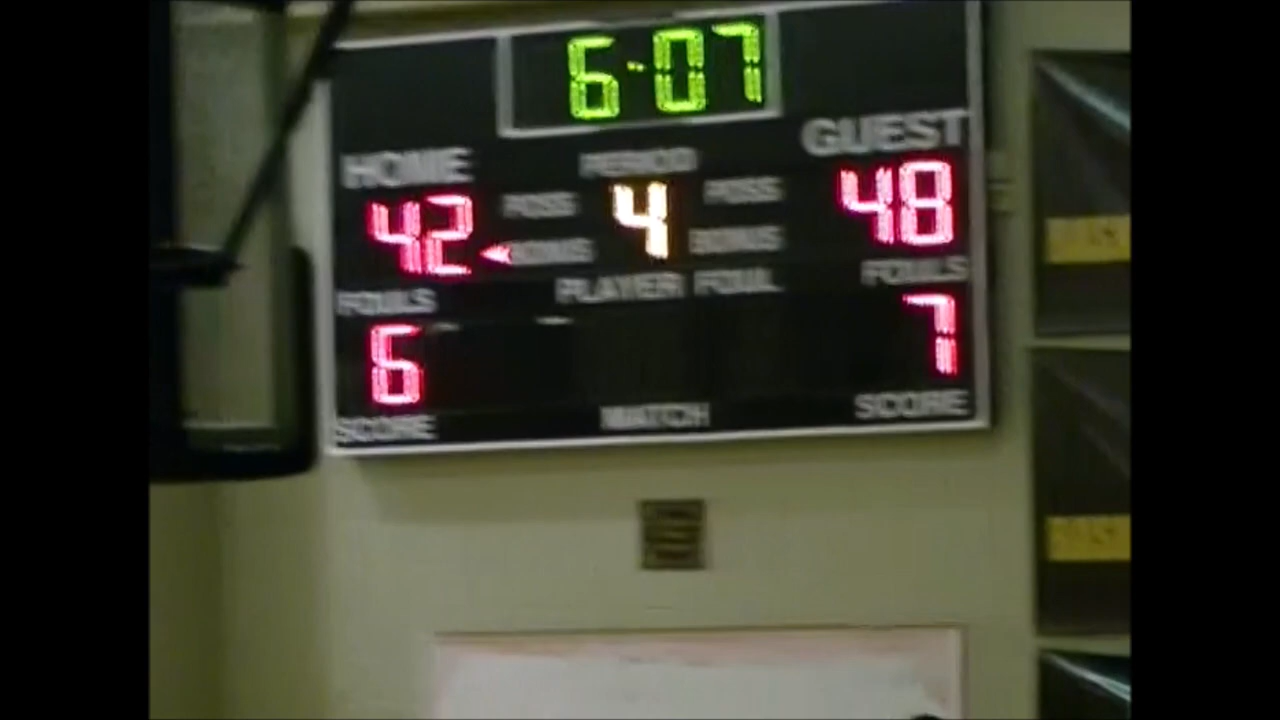 6:07
HOME PERIOD GUEST
42 POSS 4 POSS 48
BONUS BONUS
FOULS PLAYER FOUL FOULS
6 7
SCORE MATCH SCORE